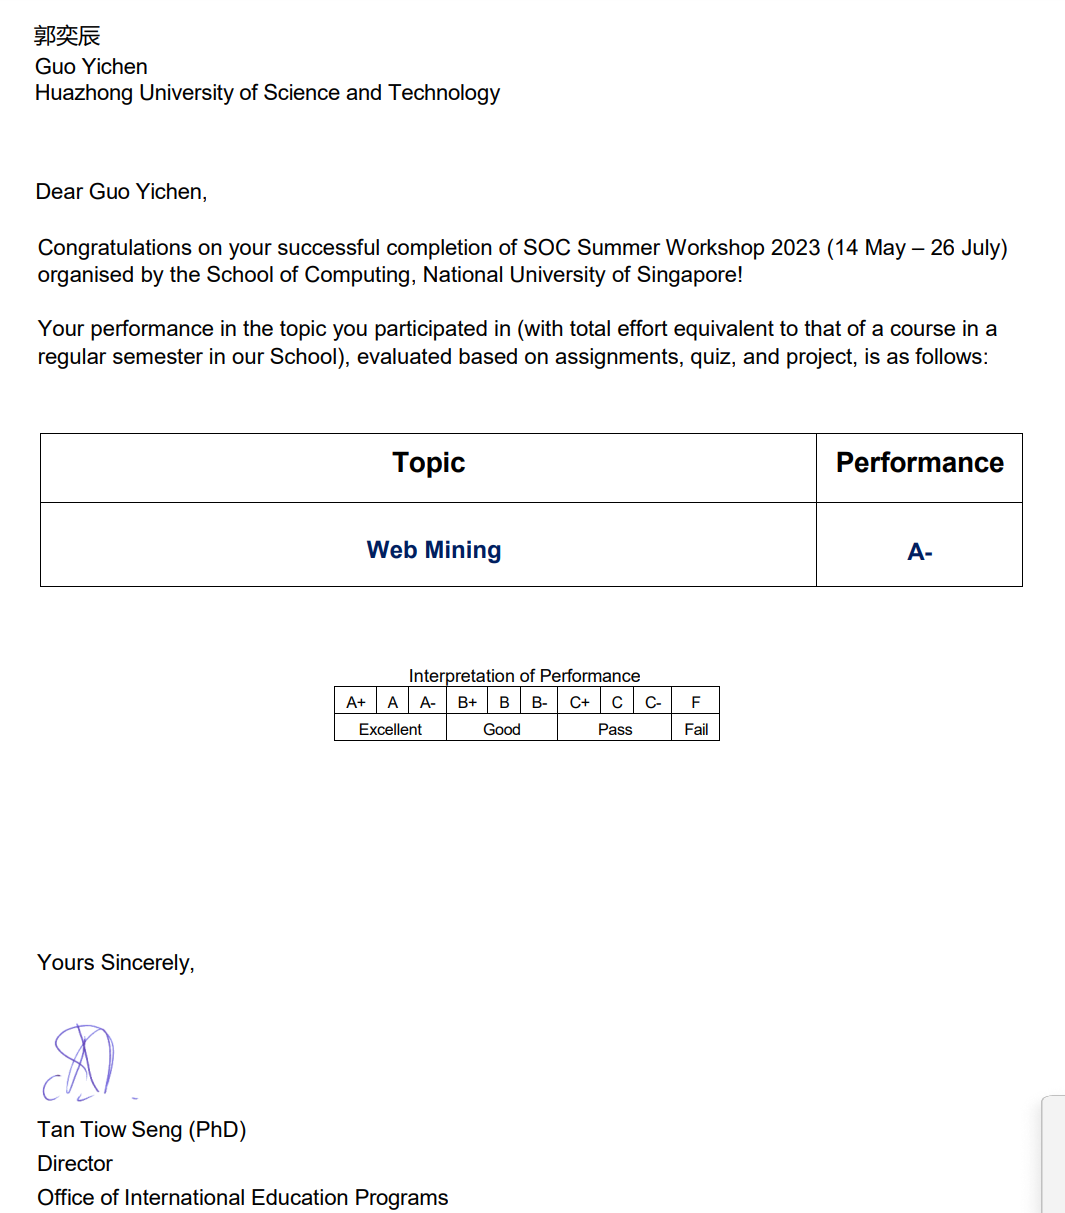 郭奕辰
Guo Yichen
Huazhong University of Science and Technology
Dear Guo Yichen,
Congratulations on your successful completion of SOC Summer Workshop 2023 (14 May – 26 July)
organised by the School of Computing, National University of Singapore!
Your performance in the topic you participated in (with total effort equivalent to that of a course in a
regular semester in our School), evaluated based on assignments, quiz, and project, is as follows:
Topic Performance
Web Mining A-
Interpretation of Performance
A+ A A- B+ B B- C+ C C- F
Excellent Good Pass Fail
Yours Sincerely,
Tan Tiow Seng (PhD)
Director
Office of International Education Programs